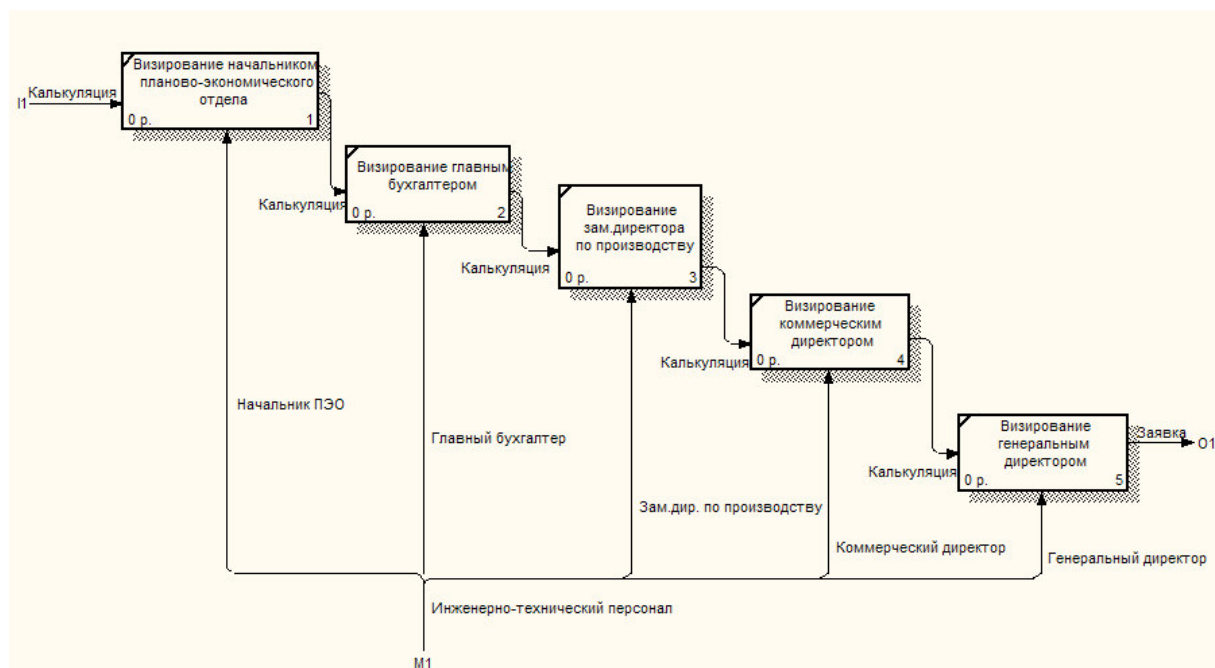 Визирование начальником
планово-экономического
отдела
0 р.
1
Калькуляция
I1
Визирование главным
бухгалтером
0 р.
2
Калькуляция
Визирование
зам.директора
по производству
0 р.
3
Калькуляция
Визирование
коммерческим
директором
0 р.
4
Калькуляция
Визирование
генеральным
директором
0 р.
5
Калькуляция
Заявка
O1
Начальник ПЭО
Главный бухгалтер
Зам.дир. по производству
Коммерческий директор
Генеральный директор
Инженерно-технический персонал
M1